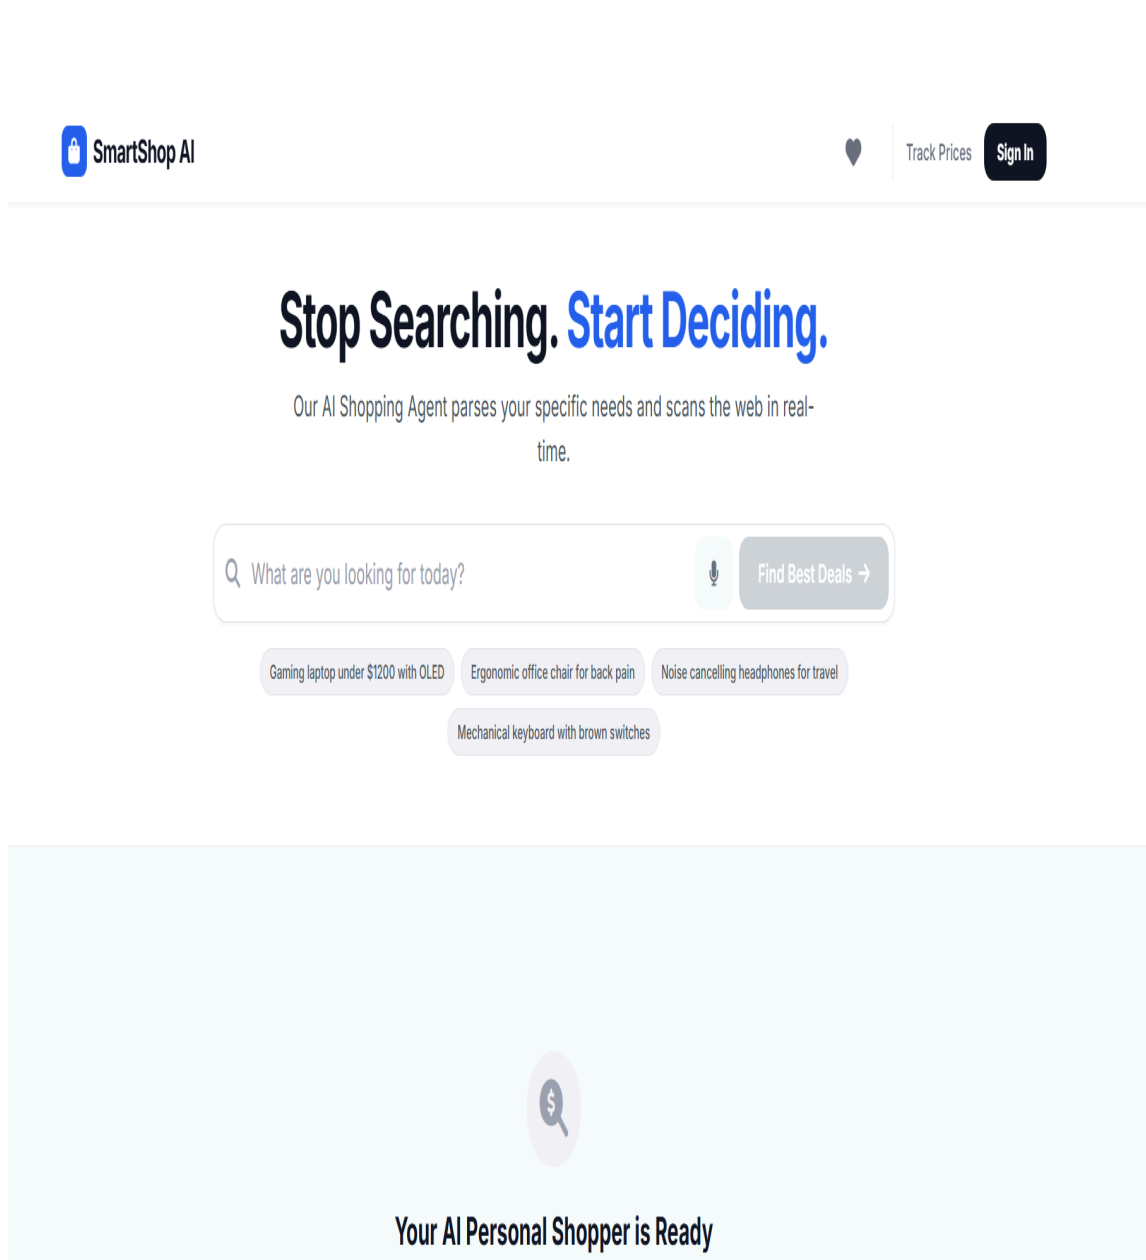 SmartShop AI
Track Prices
Sign In
Stop Searching. Start Deciding.
Our AI Shopping Agent parses your specific needs and scans the web in real-
time.
What are you looking for today?
Find Best Deals →
Gaming laptop under $1200 with OLED
Ergonomic office chair for back pain
Noise cancelling headphones for travel
Mechanical keyboard with brown switches
$
Your AI Personal Shopper is Ready